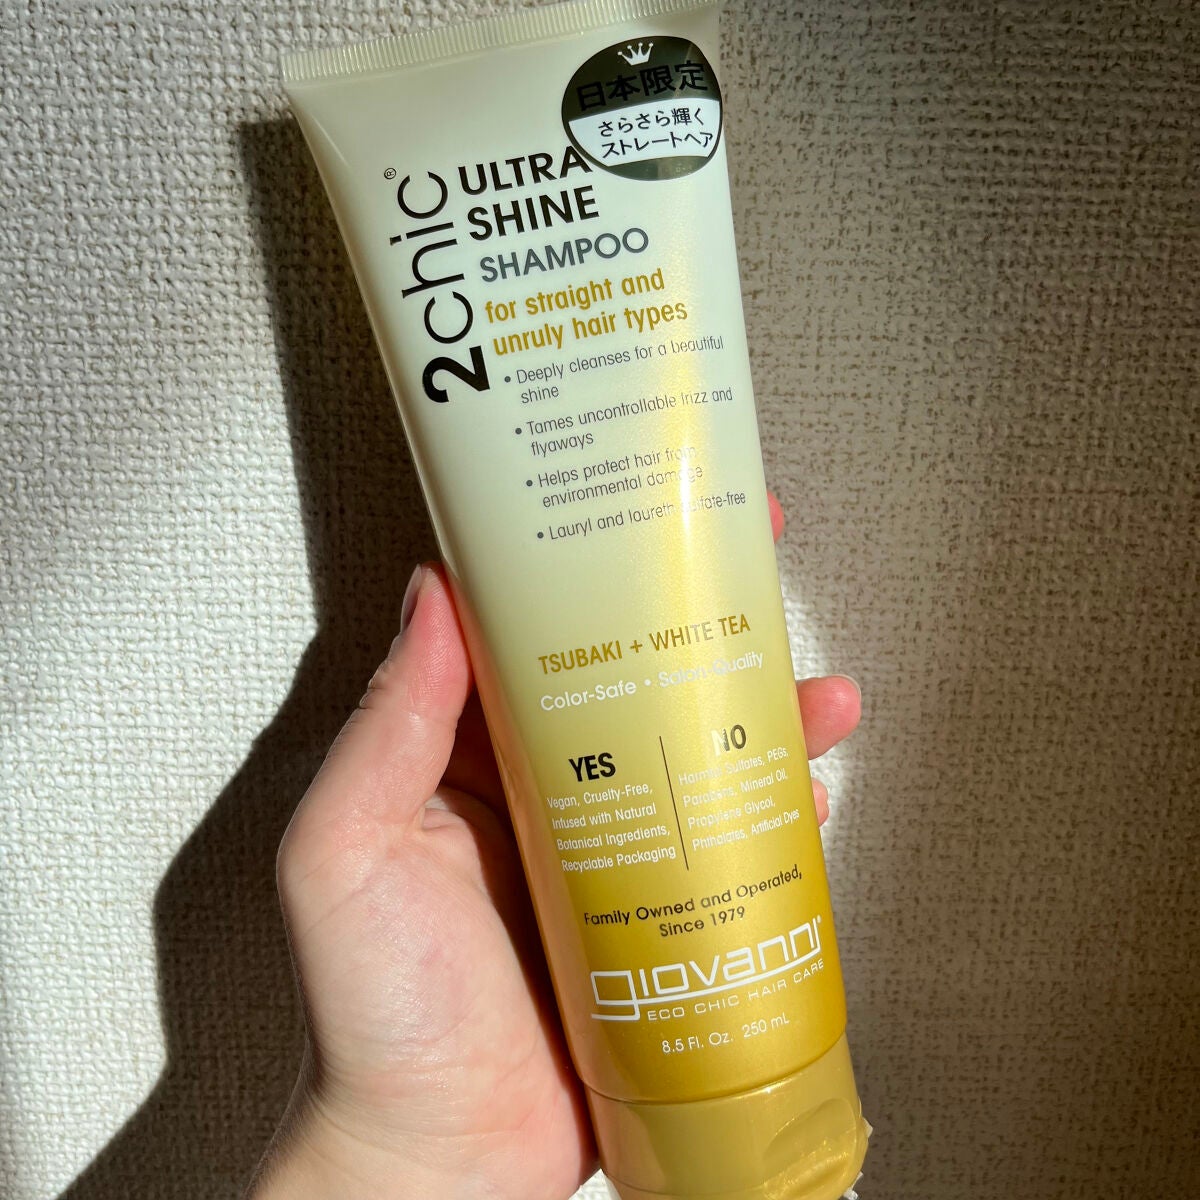 日本限定
さらさら輝く
ストレートヘア
2chic®
ULTRA
SHINE
SHAMPOO
for straight and
unruly hair types
• Deeply cleanses for a beautiful
shine
• Tames uncontrollable frizz and
flyaways
• Helps protect hair from
environmental damage
• Lauryl and laureth sulfate-free
TSUBAKI + WHITE TEA
Color-Safe • Salon-Quality
YES
Vegan, Cruelty-Free,
Infused with Natural
Botanical Ingredients,
Recyclable Packaging
NO
Harmful Sulfates, PEGs,
Parabens, Mineral Oil,
Propylene Glycol,
Phthalates, Artificial Dyes
Family Owned and Operated,
Since 1979
giovanni®
ECO CHIC HAIR CARE
8.5 Fl. Oz. 250 mL